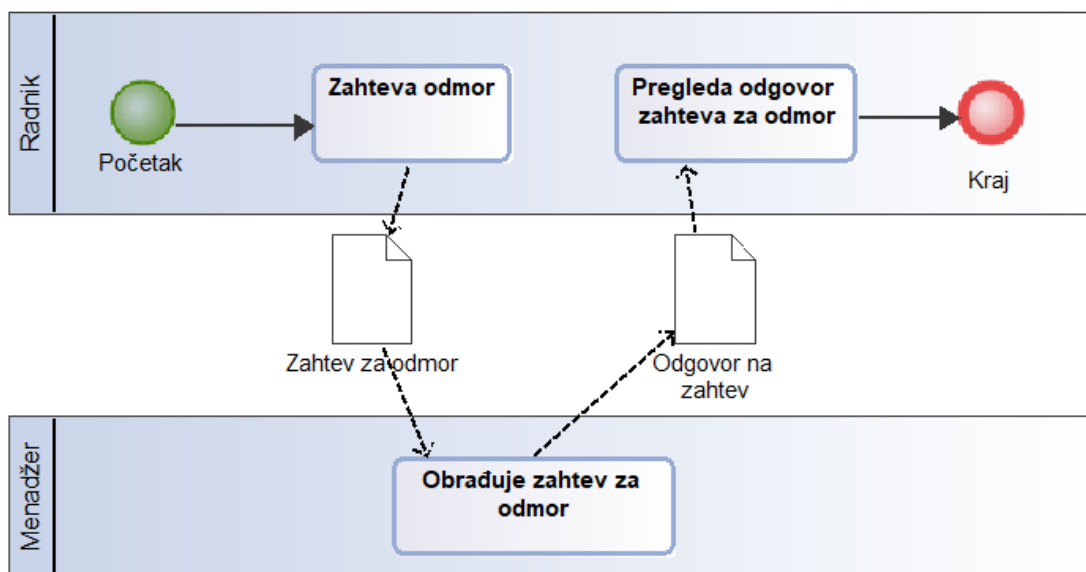 Radnik
Početak
Zahteva odmor
Pregleda odgovor
zahteva za odmor
Kraj
Zahtev za odmor
Odgovor na
zahtev
Menadžer
Obrađuje zahtev za
odmor